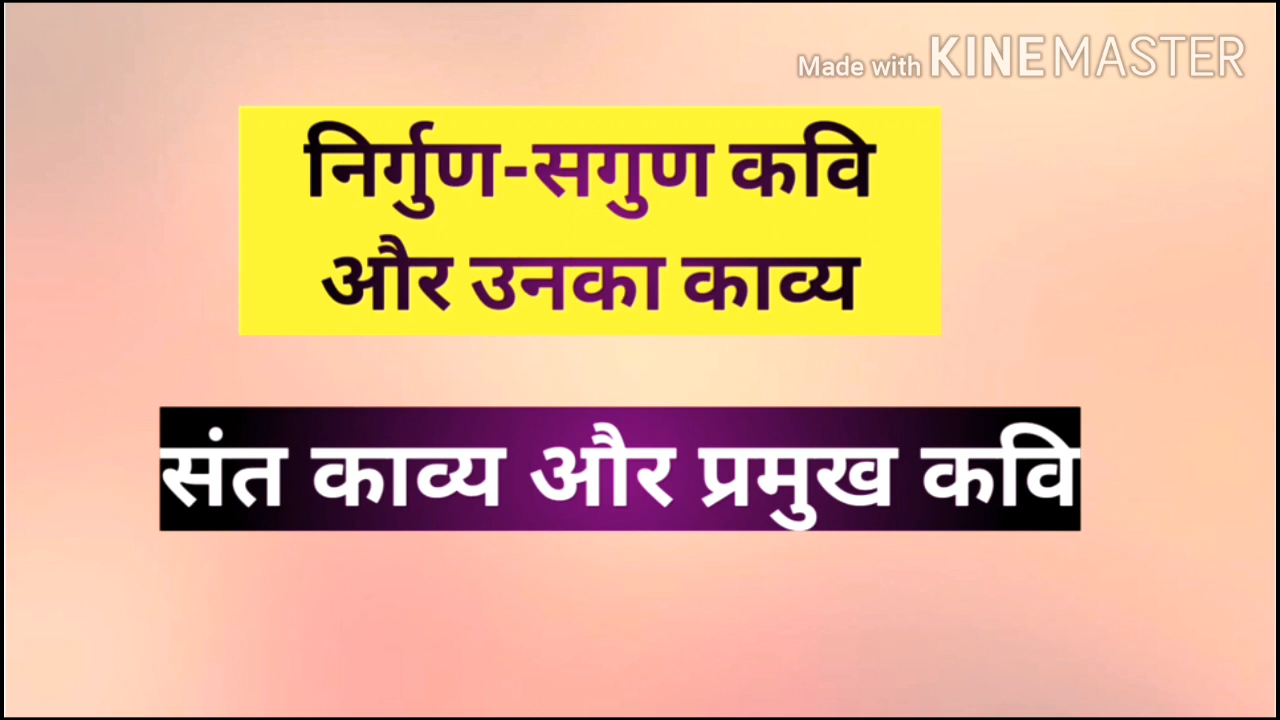 Made with KINEMASTER
निर्गुण-सगुण कवि
और उनका काव्य
संत काव्य और प्रमुख कवि